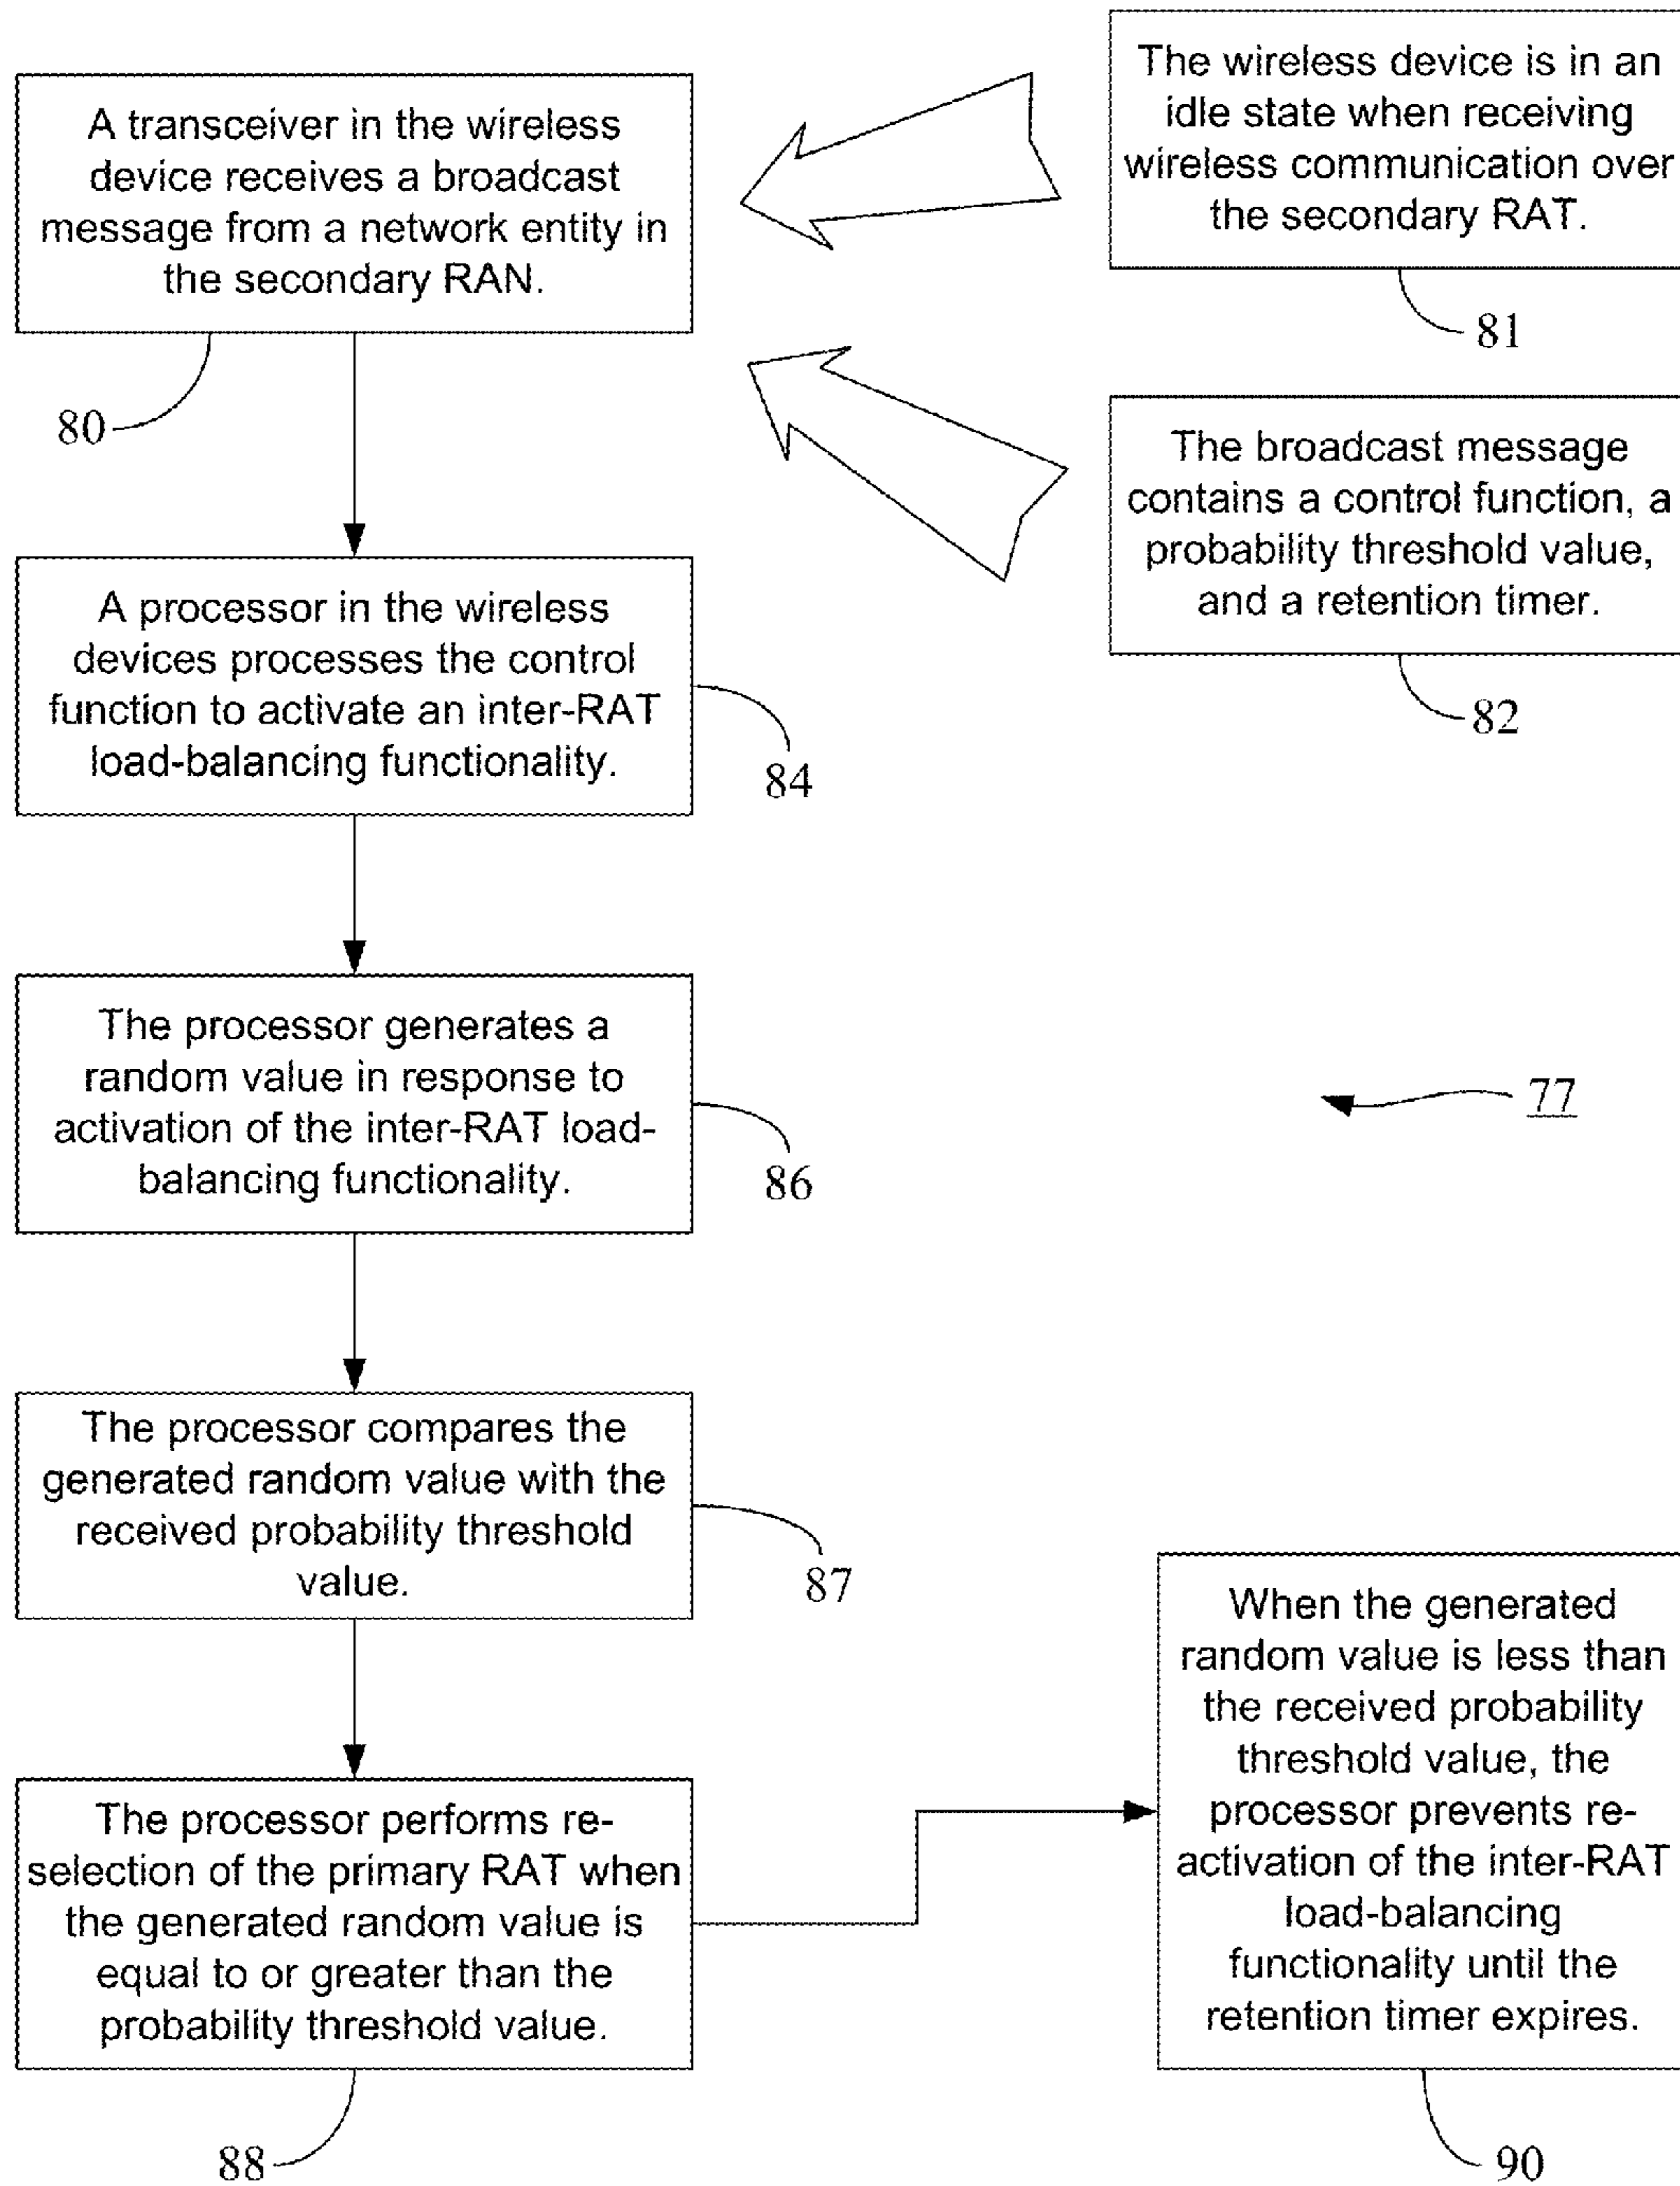 A transceiver in the wireless
device receives a broadcast
message from a network entity in
the secondary RAN.
80
The wireless device is in an
idle state when receiving
wireless communication over
the secondary RAT.
81
The broadcast message
contains a control function, a
probability threshold value,
and a retention timer.
82
A processor in the wireless
devices processes the control
function to activate an inter-RAT
load-balancing functionality.
84
The processor generates a
random value in response to
activation of the inter-RAT load-
balancing functionality.
86
77
The processor compares the
generated random value with the
received probability threshold
value.
87
The processor performs re-
selection of the primary RAT when
the generated random value is
equal to or greater than the
probability threshold value.
88
When the generated
random value is less than
the received probability
threshold value, the
processor prevents re-
activation of the inter-RAT
load-balancing
functionality until the
retention timer expires.
90